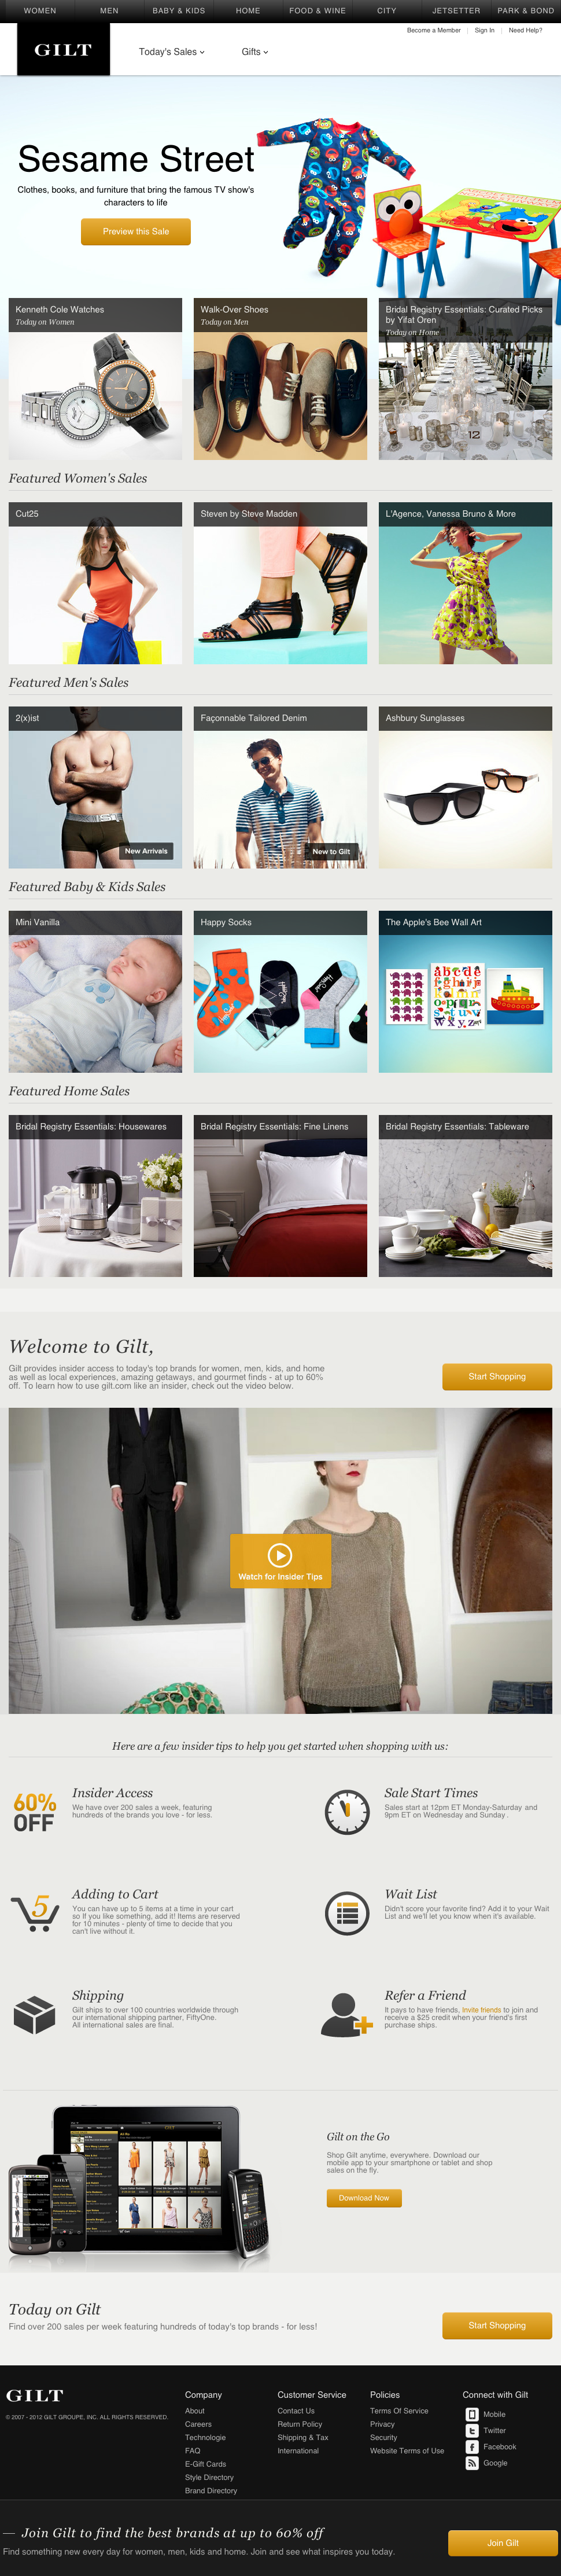 WOMEN MEN BABY & KIDS HOME FOOD & WINE CITY JETSETTER PARK & BOND
Become a Member Sign In Need Help?
GILT
Today's Sales Gifts
Sesame Street
Clothes, books, and furniture that bring the famous TV show's
characters to life
Preview this Sale
Kenneth Cole Watches
Today on Women
Walk-Over Shoes
Today on Men
Bridal Registry Essentials: Curated Picks
by Yifat Oren
Today on Home
12
Featured Women's Sales
Cut25
Steven by Steve Madden
L'Agence, Vanessa Bruno & More
Featured Men's Sales
2(x)ist
New Arrivals
Façonnable Tailored Denim
New to Gilt
Ashbury Sunglasses
Featured Baby & Kids Sales
Mini Vanilla
Happy Socks
The Apple's Bee Wall Art
Featured Home Sales
Bridal Registry Essentials: Housewares
Bridal Registry Essentials: Fine Linens
Bridal Registry Essentials: Tableware
Welcome to Gilt,
Gilt provides insider access to today's top brands for women, men, kids, and home
as well as local experiences, amazing getaways, and gourmet finds - at up to 60%
off. To learn how to use gilt.com like an insider, check out the video below.
Start Shopping
Watch for Insider Tips
Here are a few insider tips to help you get started when shopping with us:
60%
OFF
Insider Access
We have over 200 sales a week, featuring
hundreds of the brands you love - for less.
Sale Start Times
Sales start at 12pm ET Monday-Saturday and
9pm ET on Wednesday and Sunday.
5
Adding to Cart
You can have up to 5 items at a time in your cart
so If you like something, add it! Items are reserved
for 10 minutes - plenty of time to decide that you
can't live without it.
Wait List
Didn't score your favorite find? Add it to your Wait
List and we'll let you know when it's available.
Shipping
Gilt ships to over 100 countries worldwide through
our international shipping partner, FiftyOne.
All international sales are final.
Refer a Friend
It pays to have friends, Invite friends to join and
receive a $25 credit when your friend's first
purchase ships.
GILT
Gilt on the Go
Shop Gilt anytime, everywhere. Download our
mobile app to your smartphone or tablet and shop
sales on the fly.
Download Now
Today on Gilt
Find over 200 sales per week featuring hundreds of today's top brands - for less!
Start Shopping
GILT
© 2007 - 2012 GILT GROUPE, INC. ALL RIGHTS RESERVED.
Company
About
Careers
Technologie
FAQ
E-Gift Cards
Style Directory
Brand Directory
Customer Service
Contact Us
Return Policy
Shipping & Tax
International
Policies
Terms Of Service
Privacy
Security
Website Terms of Use
Connect with Gilt
Mobile
Twitter
Facebook
Google
— Join Gilt to find the best brands at up to 60% off
Find something new every day for women, men, kids and home. Join and see what inspires you today.
Join Gilt